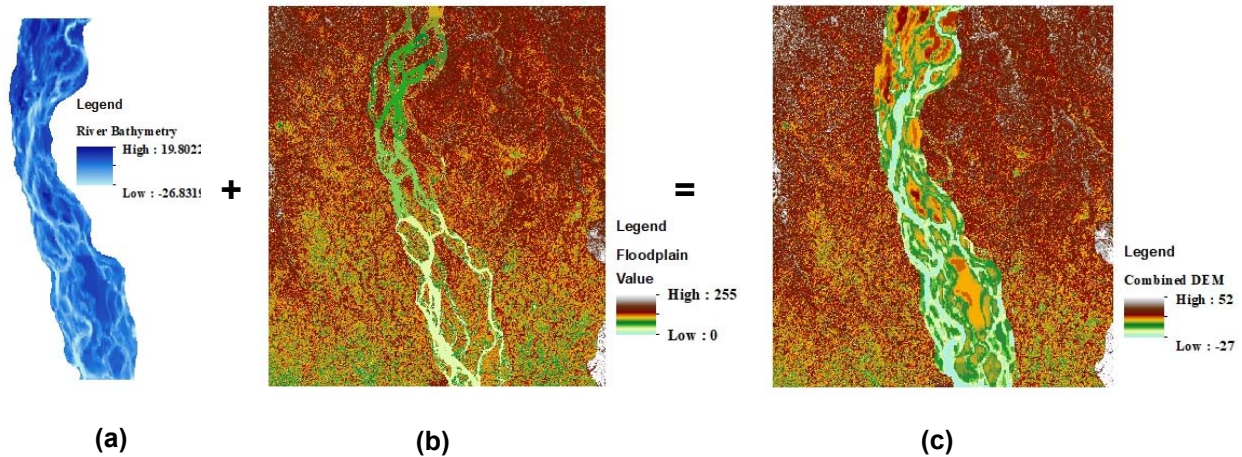 Legend
River Bathymetry
High : 19.8022
Low : -26.8319
+
=
Legend
Floodplain
Value
High : 255
Low : 0
Legend
Combined DEM
High : 52
Low : -27
(a)
(b)
(c)